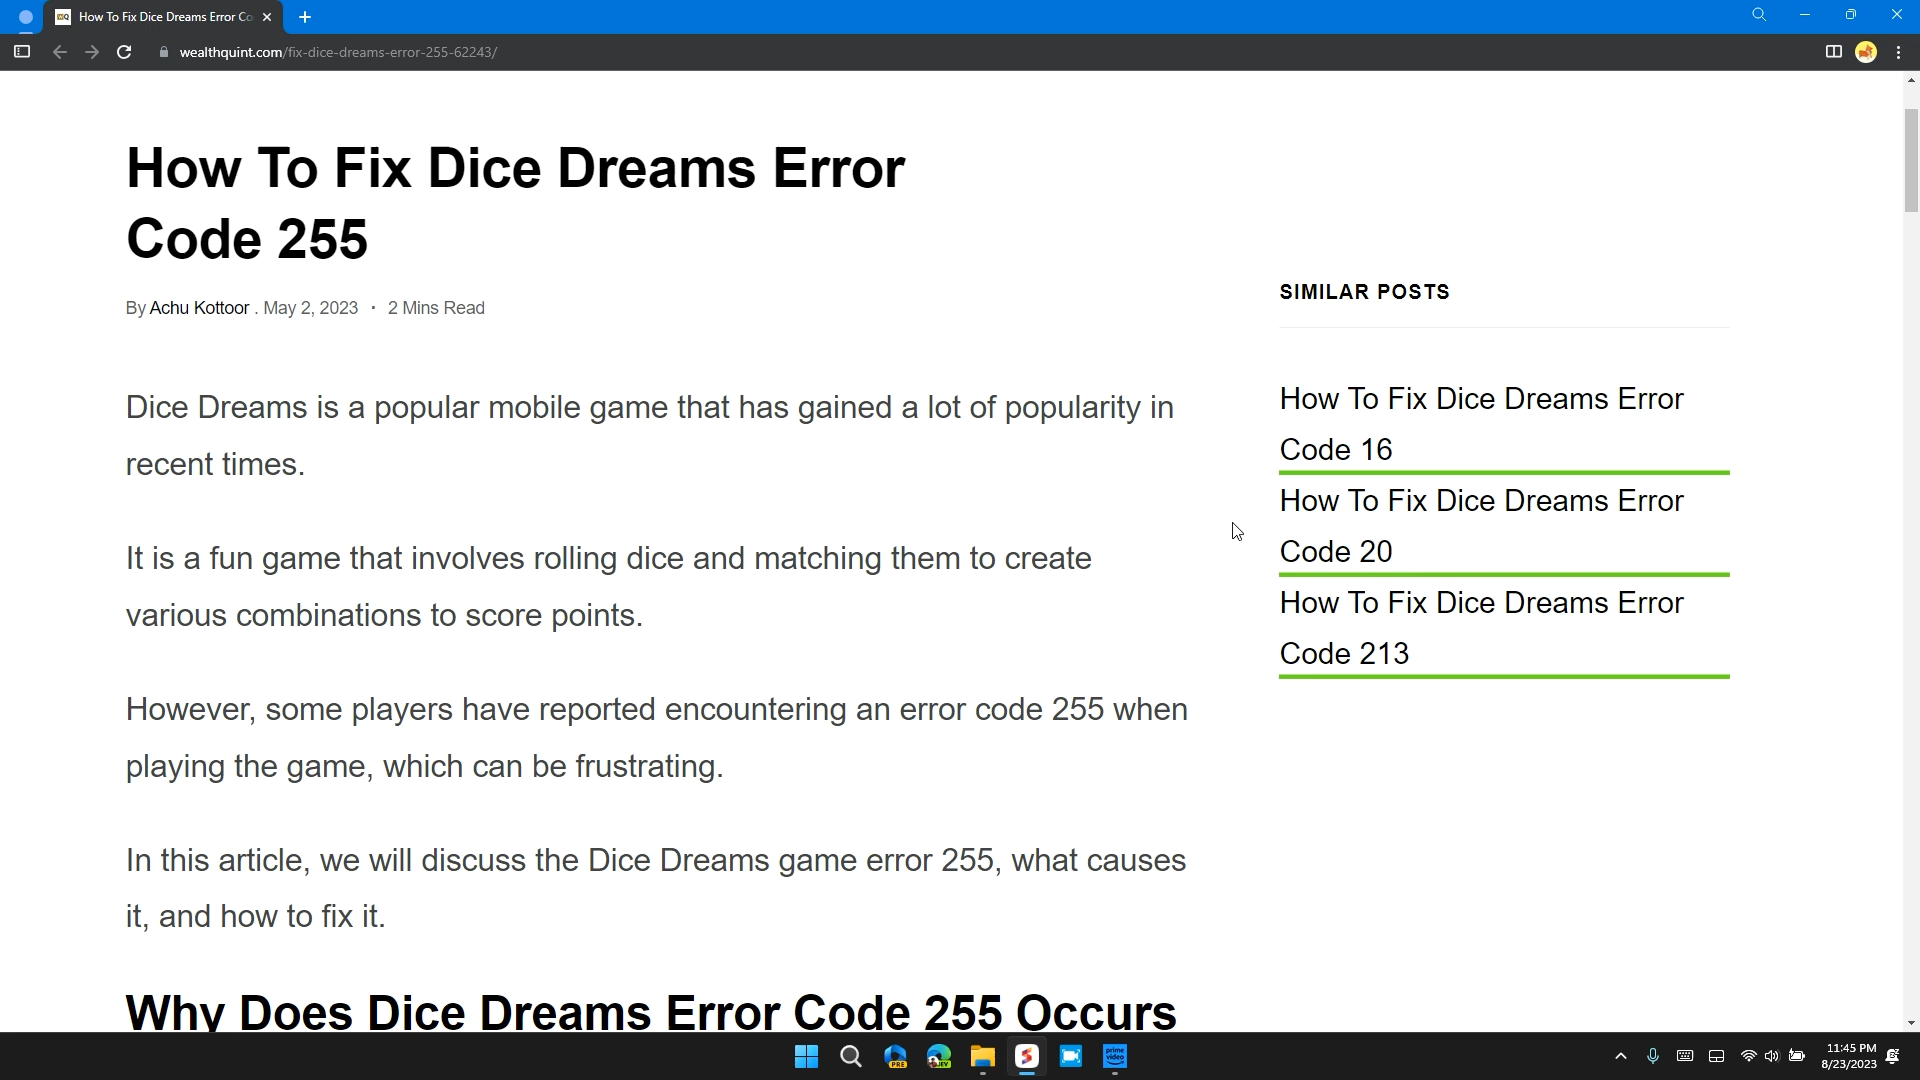 How To Fix Dice Dreams Error Co
wealthquint.com/fix-dice-dreams-error-255-62243/
How To Fix Dice Dreams Error
Code 255
By Achu Kottoor . May 2, 2023 · 2 Mins Read
Dice Dreams is a popular mobile game that has gained a lot of popularity in
recent times.
It is a fun game that involves rolling dice and matching them to create
various combinations to score points.
However, some players have reported encountering an error code 255 when
playing the game, which can be frustrating.
In this article, we will discuss the Dice Dreams game error 255, what causes
it, and how to fix it.
Why Does Dice Dreams Error Code 255 Occurs
SIMILAR POSTS
How To Fix Dice Dreams Error
Code 16
How To Fix Dice Dreams Error
Code 20
How To Fix Dice Dreams Error
Code 213
PRE
DEV
prime
video
11:45 PM
8/23/2023